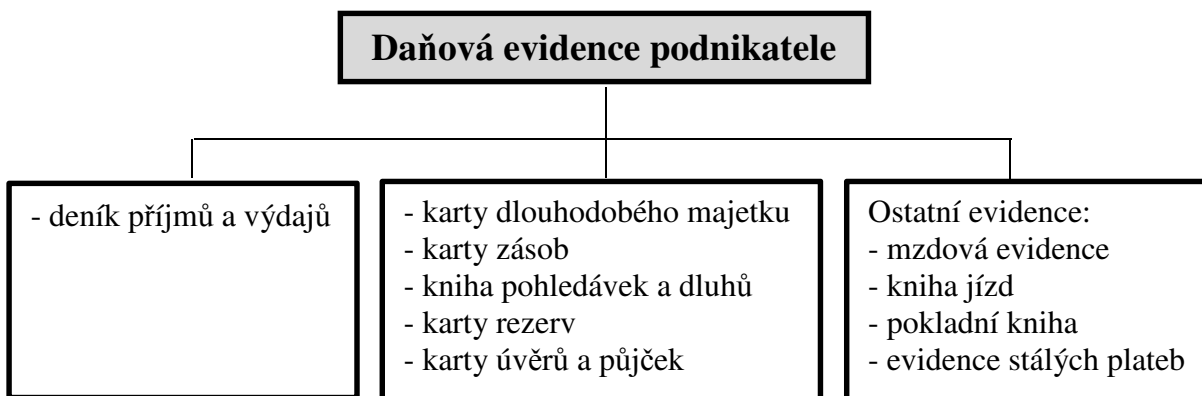 Daňová evidence podnikatele
- deník příjmů a výdajů
- karty dlouhodobého majetku
- karty zásob
- kniha pohledávek a dluhů
- karty rezerv
- karty úvěrů a půjček
Ostatní evidence:
- mzdová evidence
- kniha jízd
- pokladní kniha
- evidence stálých plateb